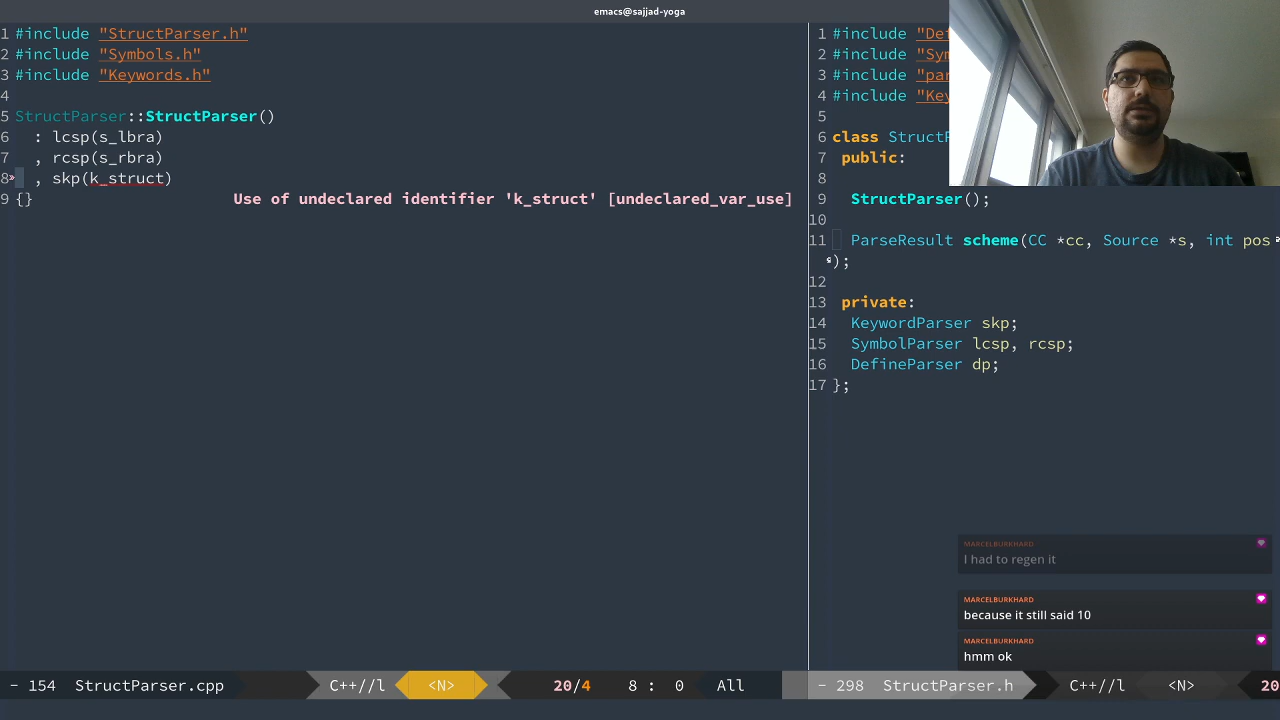 emacs@sajjad-yoga
1 #include "StructParser.h"
2 #include "Symbols.h"
3 #include "Keywords.h"
4
5 StructParser::StructParser()
6 : lcsp(s_lbra)
7 , rcsp(s_rbra)
8 , skp(k_struct)
9 {} Use of undeclared identifier 'k_struct' [undeclared_var_use]
- 154 StructParser.cpp C++//l <N> 20/4 8 : 0 All
1 #include "De
2 #include "Sym
3 #include "par
4 #include "Key
5
6 class Struct
7 public:
8
9 StructParser();
10
11 ParseResult scheme(CC *cc, Source *s, int pos
);
12
13 private:
14 KeywordParser skp;
15 SymbolParser lcsp, rcsp;
16 DefineParser dp;
17 };
MARCELBURKHARD
I had to regen it
MARCELBURKHARD
because it still said 10
MARCELBURKHARD
hmm ok
- 298 StructParser.h C++//l <N> 20